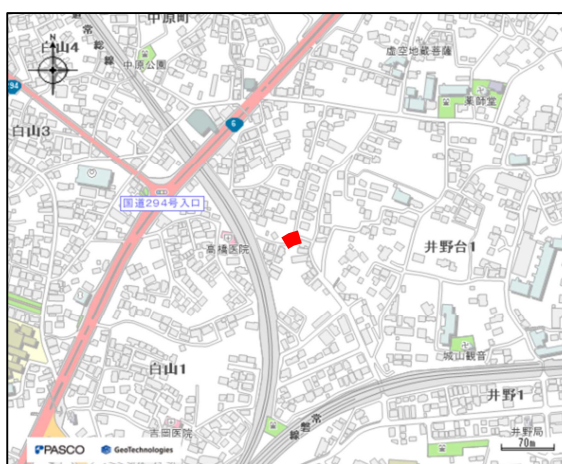 中原町
常総線
白山4
N
中原公園
虚空地蔵菩薩
294
薬師堂
6
白山3
国道294号入口
高橋医院
井野台1
城山観音
白山1
常磐線
井野1
吉岡医院
井野局
70m
PASCO GeoTechnologies